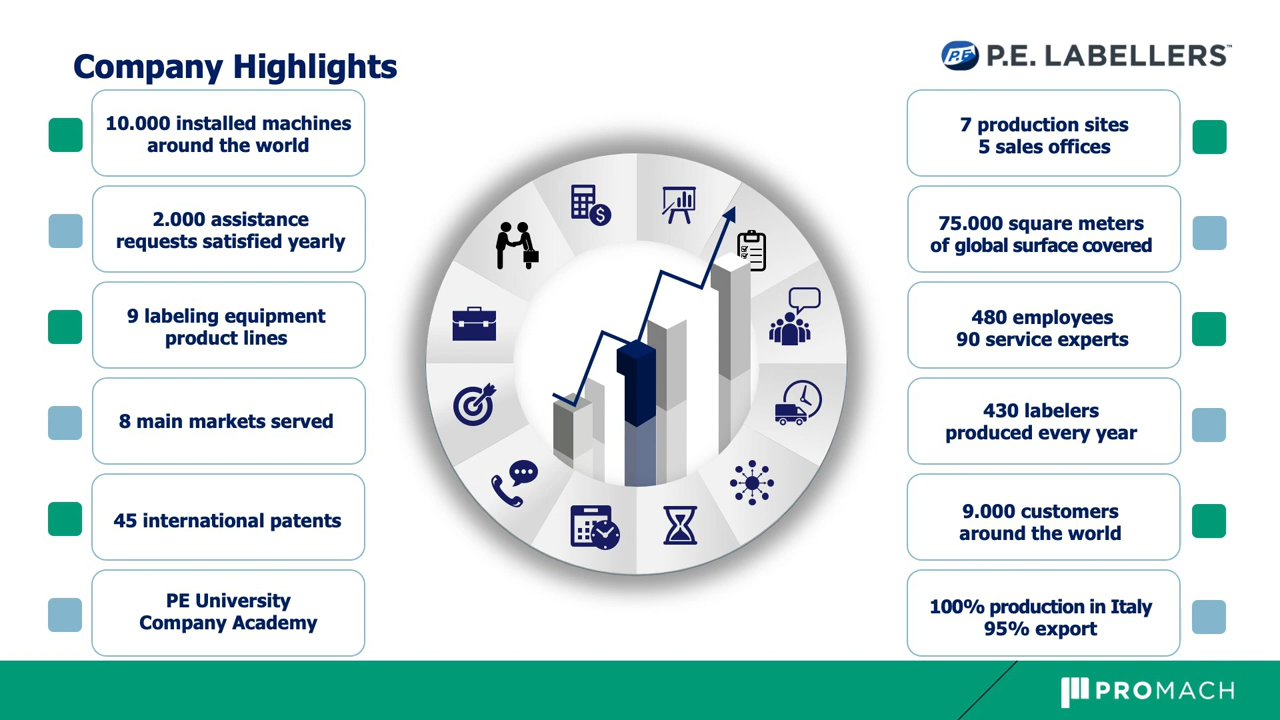 Company Highlights
P.E. LABELLERS™
10.000 installed machines
around the world
2.000 assistance
requests satisfied yearly
9 labeling equipment
product lines
8 main markets served
45 international patents
PE University
Company Academy
$
7 production sites
5 sales offices
75.000 square meters
of global surface covered
480 employees
90 service experts
430 labelers
produced every year
9.000 customers
around the world
100% production in Italy
95% export
PROMACH